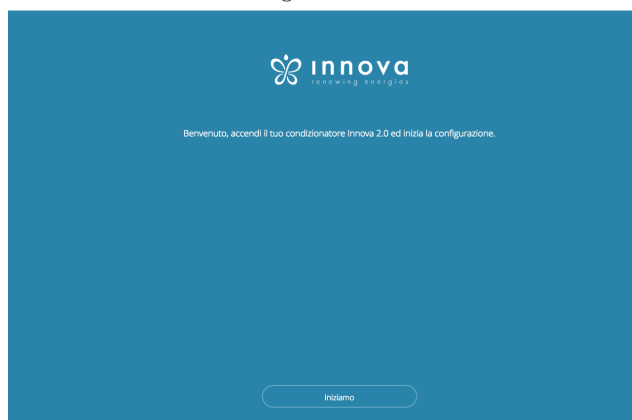 innova
renewing energies
Benvenuto, accendi il tuo condizionatore Innova 2.0 ed inizia la configurazione.
Iniziamo